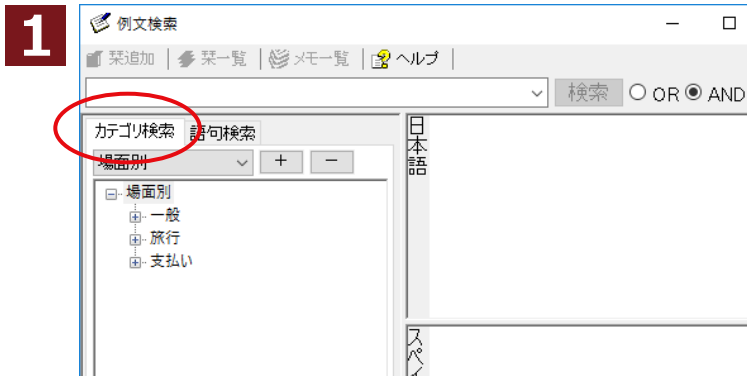 1
例文検索
栞追加 栞一覧 メモ一覧 ヘルプ
検索 OR AND
カテゴリ検索 語句検索
場面別 + -
場面別
一般
旅行
支払い
日本語
スペイ